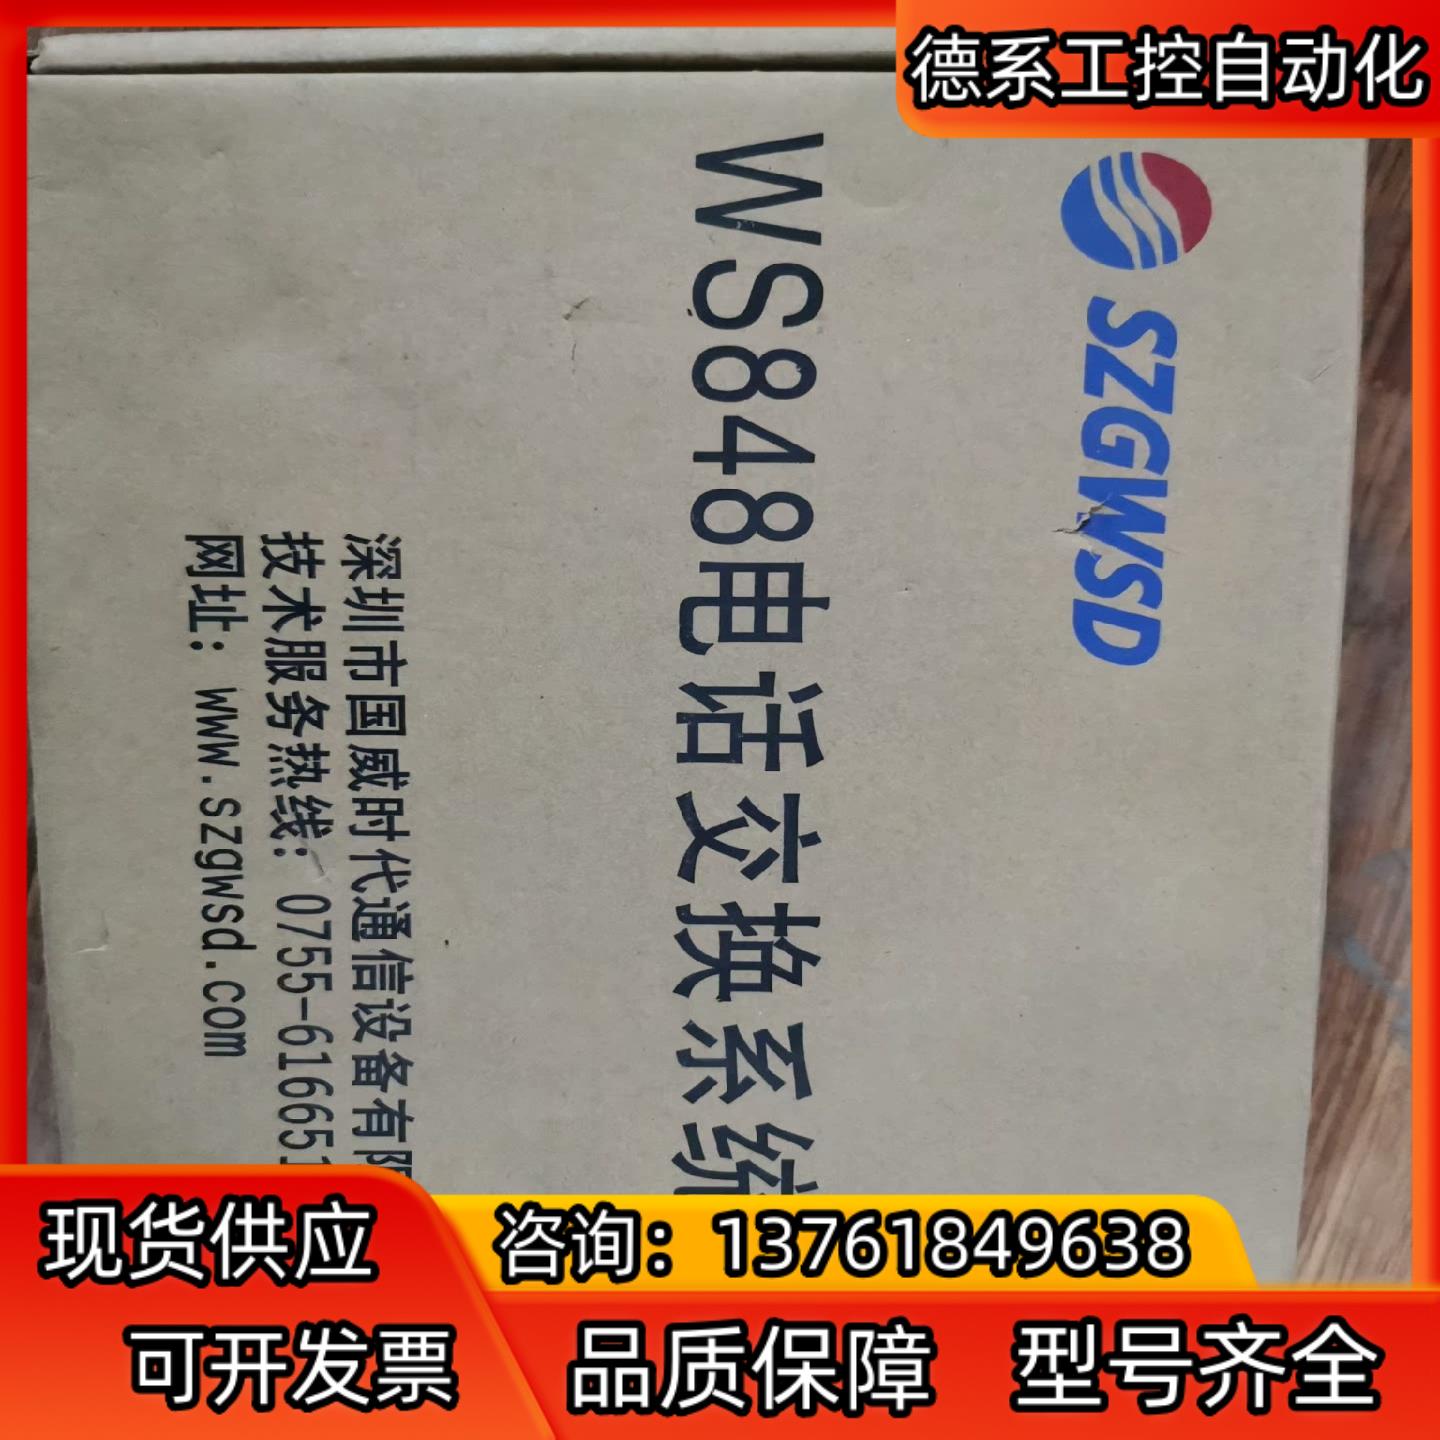 德系工控自动化
SZGWSD
WS848电话交换系统
深圳市国威时代通信设备有限
技术服务热线：0755-616651
网址：www.szgwsd.com
现货供应
咨询：13761849638
可开发票
品质保障
型号齐全